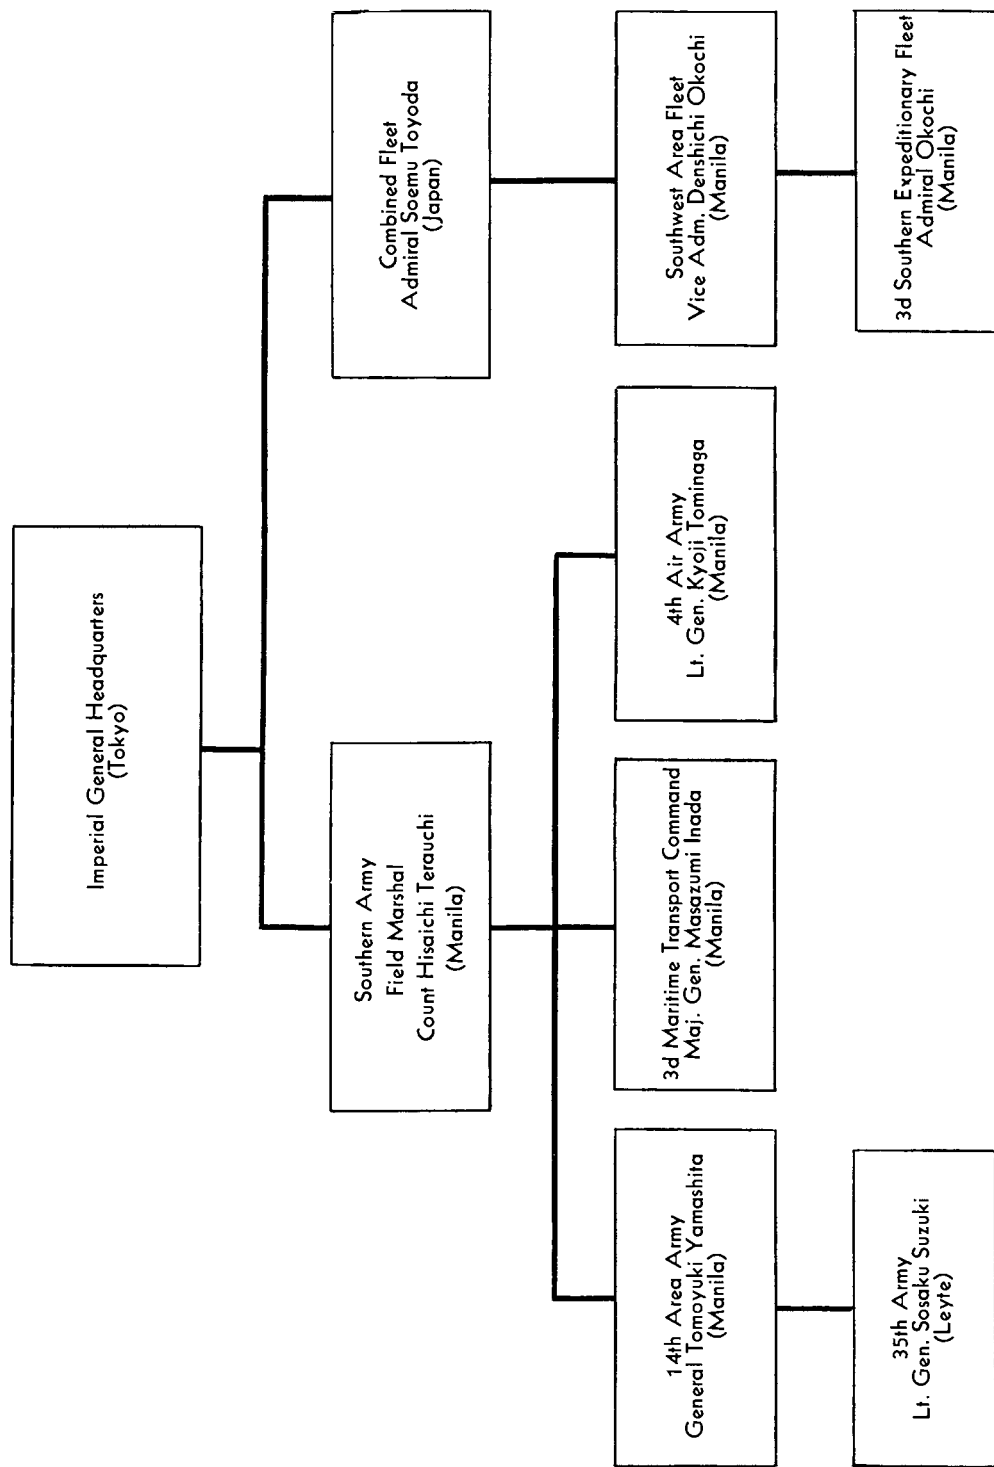 Imperial General Headquarters
(Tokyo)
Southern Army
Field Marshal
Count Hisaichi Terauchi
(Manila)
Combined Fleet
Admiral Soemu Toyoda
(Japan)
14th Area Army
General Tomoyuki Yamashita
(Manila)
3d Maritime Transport Command
Maj. Gen. Masazumi Inada
(Manila)
4th Air Army
Lt. Gen. Kyoji Tominaga
(Manila)
Southwest Area Fleet
Vice Adm. Denshichi Okochi
(Manila)
35th Army
Lt. Gen. Sosaku Suzuki
(Leyte)
3d Southern Expeditionary Fleet
Admiral Okochi
(Manila)